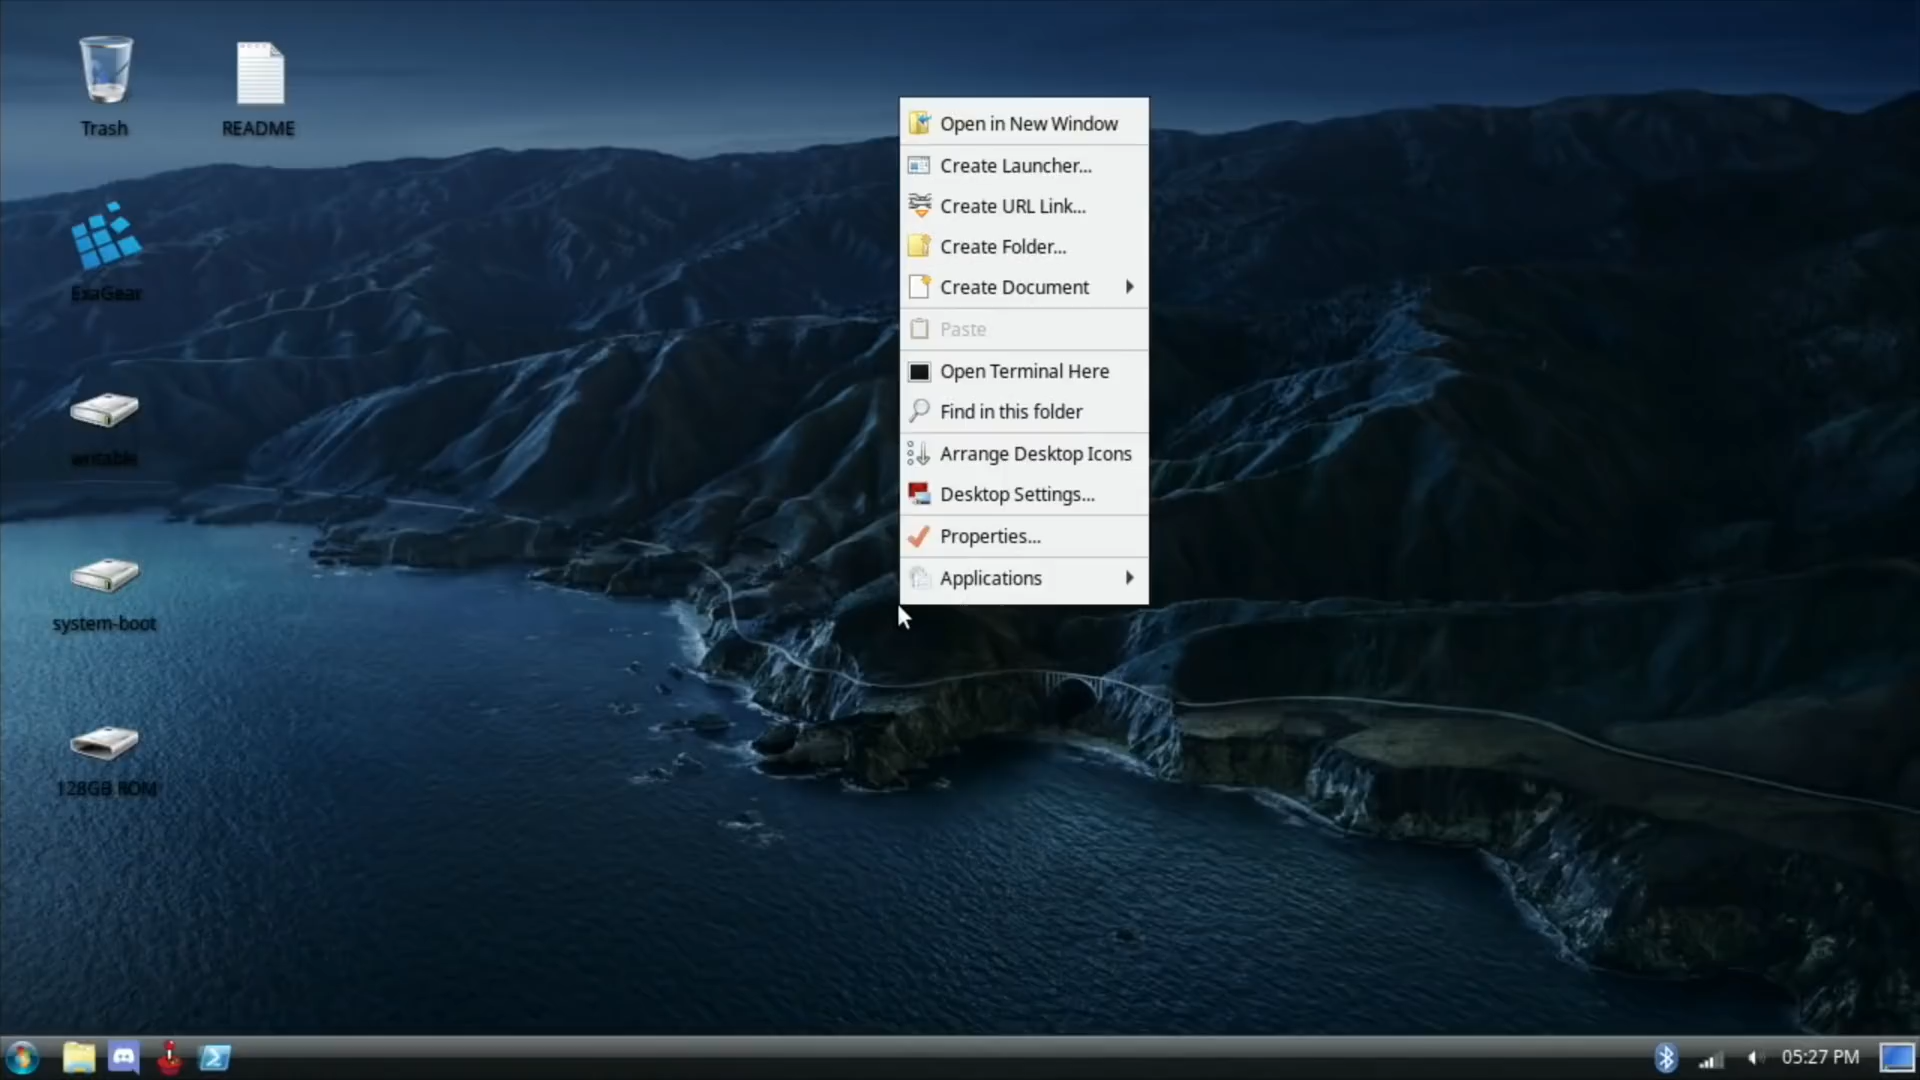 Trash
README
ExaGear
writable
system-boot
128GB ROM
Open in New Window
Create Launcher...
Create URL Link...
Create Folder...
Create Document
Paste
Open Terminal Here
Find in this folder
Arrange Desktop Icons
Desktop Settings...
Properties...
Applications
05:27 PM